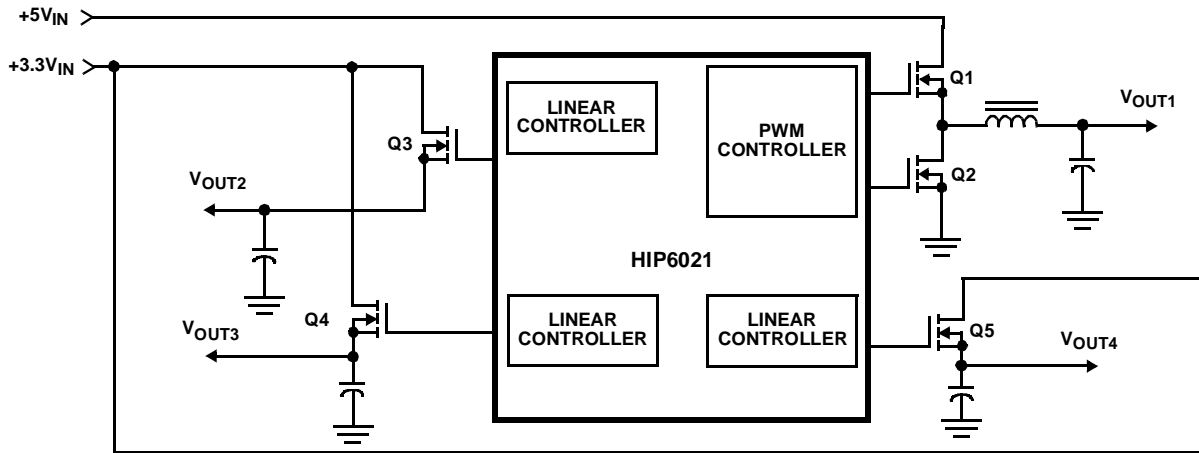 +5VIN
+3.3VIN
LINEAR
CONTROLLER
PWM
CONTROLLER
Q1
VOUT1
Q3
Q2
VOUT2
HIP6021
Q4
LINEAR
CONTROLLER
LINEAR
CONTROLLER
Q5
VOUT3
VOUT4